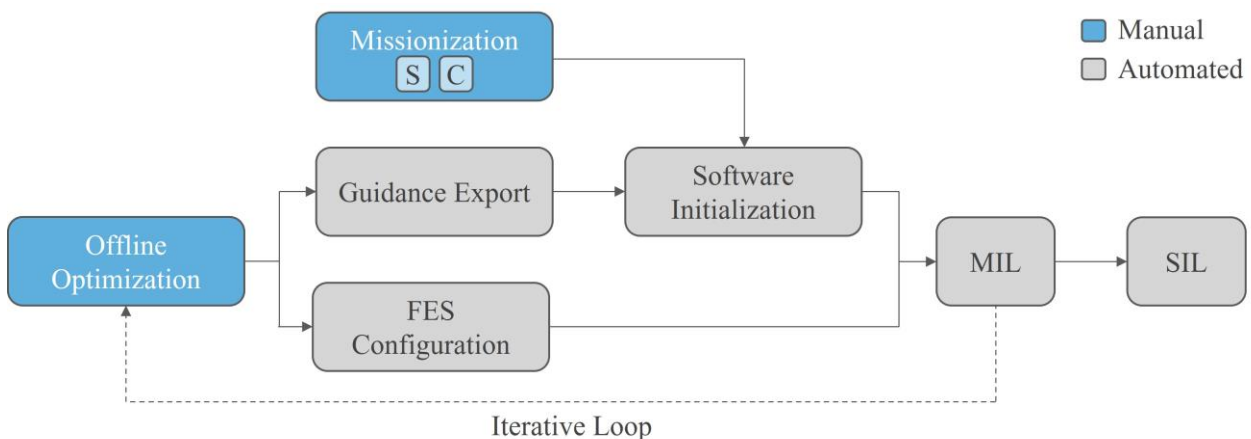 Missionization
S C
Manual
Automated
Guidance Export
Software
Initialization
Offline
Optimization
MIL
SIL
FES
Configuration
Iterative Loop